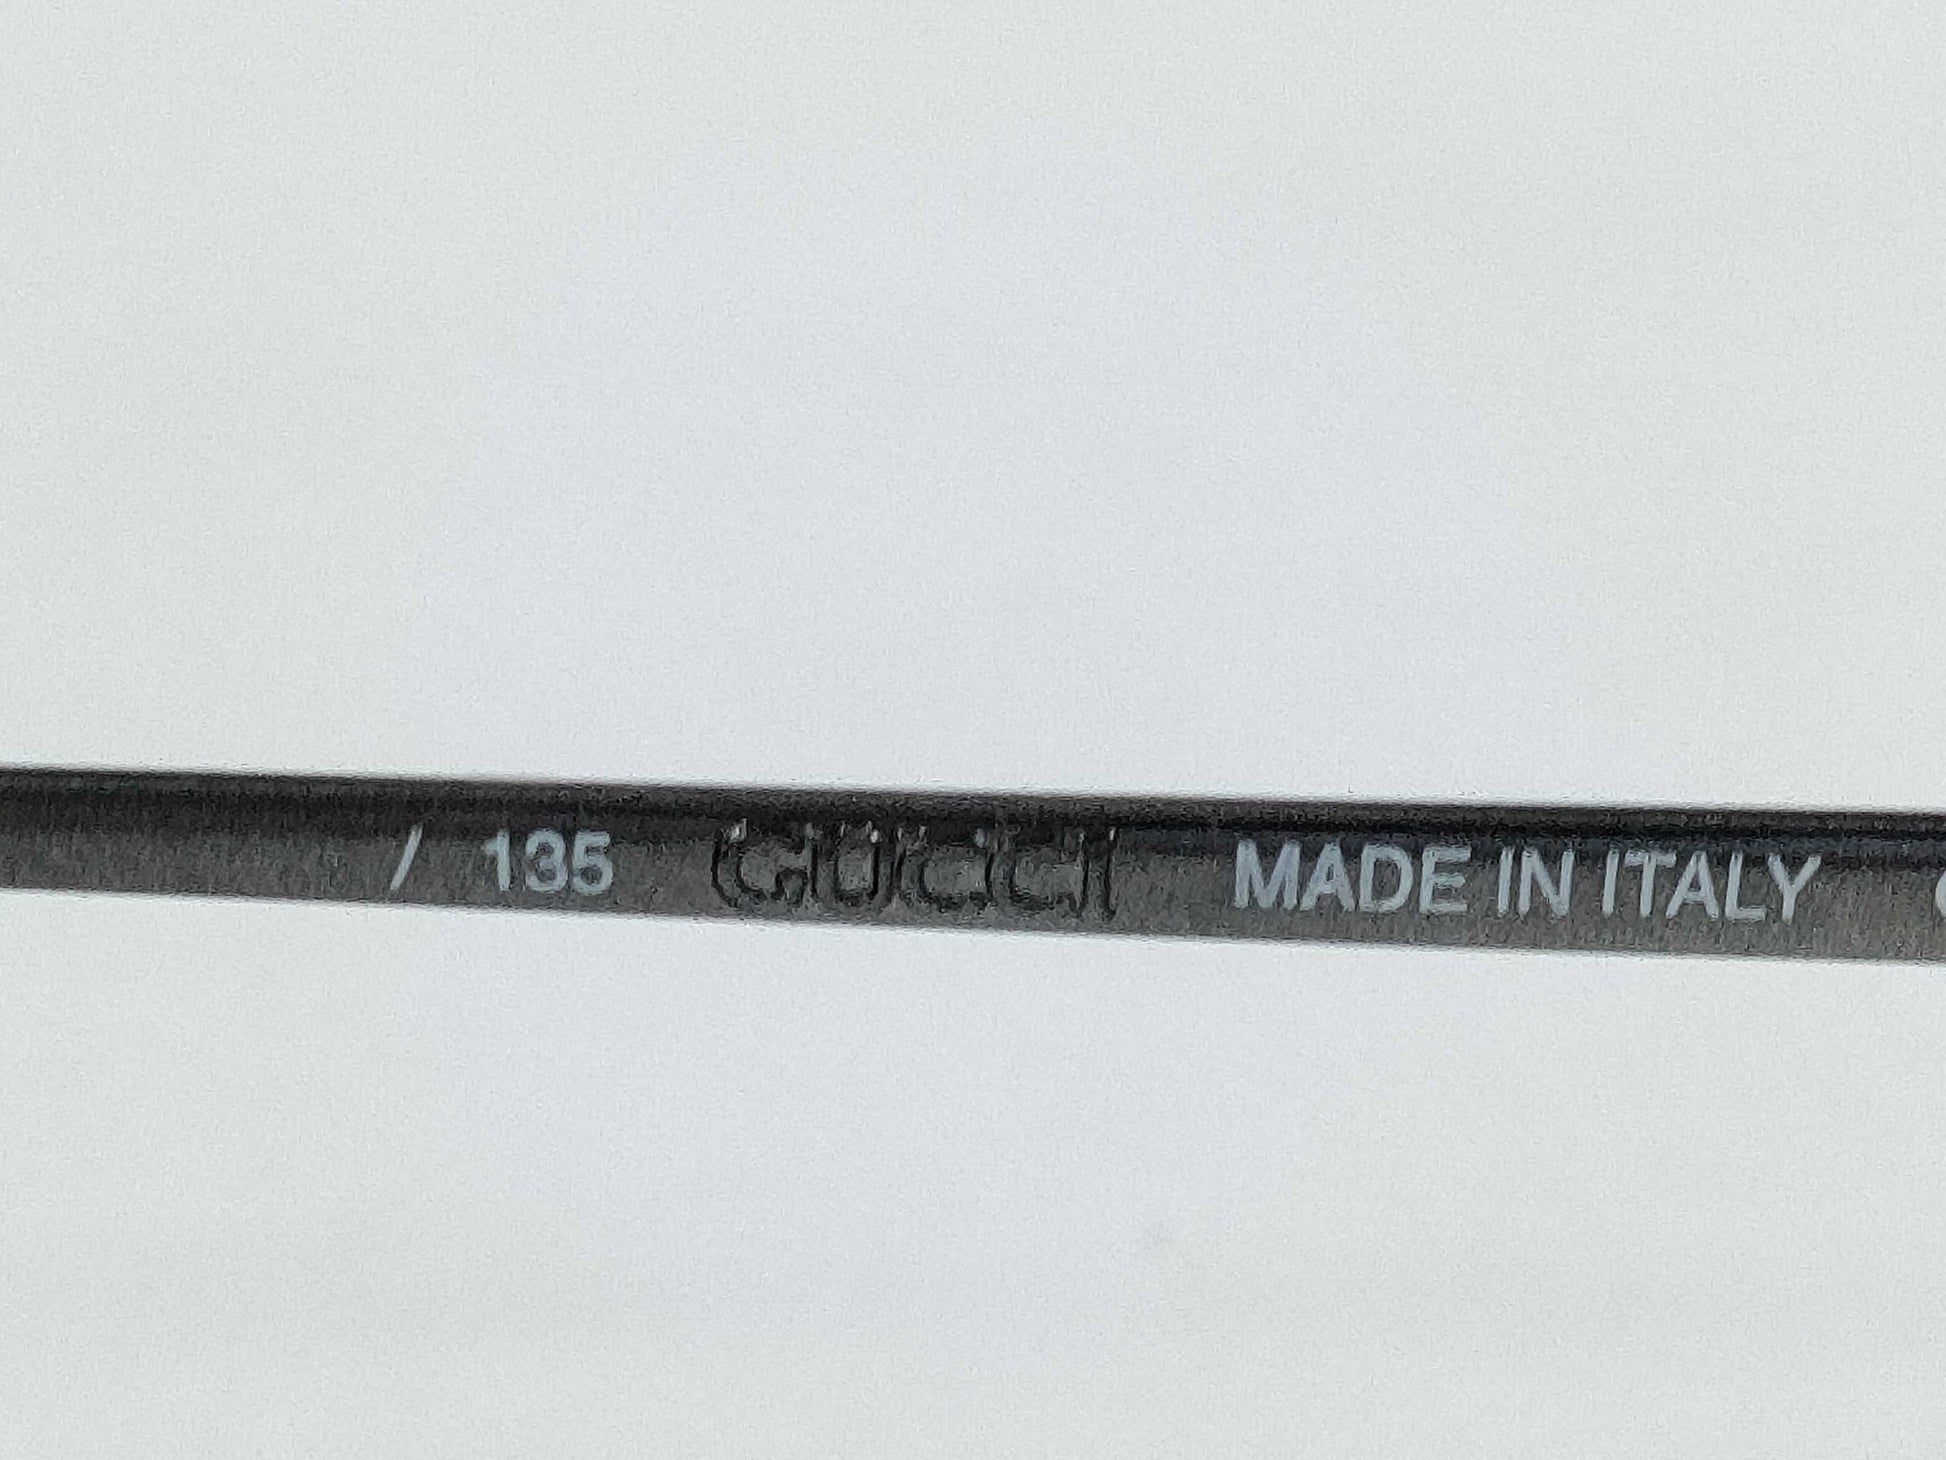 / 135 GUCCI MADE IN ITALY